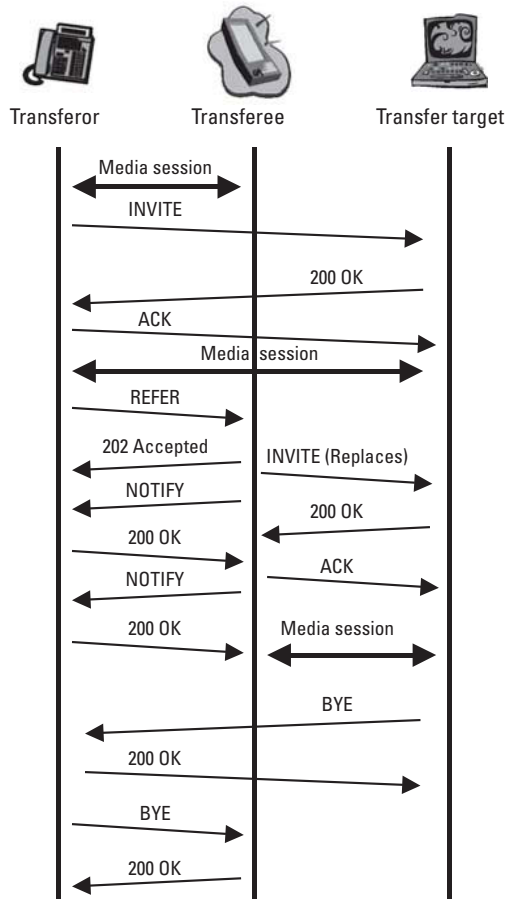 Transferor
Transferee
Transfer target
Media session
INVITE
200 OK
ACK
Media session
REFER
202 Accepted
INVITE (Replaces)
NOTIFY
200 OK
200 OK
ACK
NOTIFY
200 OK
Media session
BYE
200 OK
BYE
200 OK